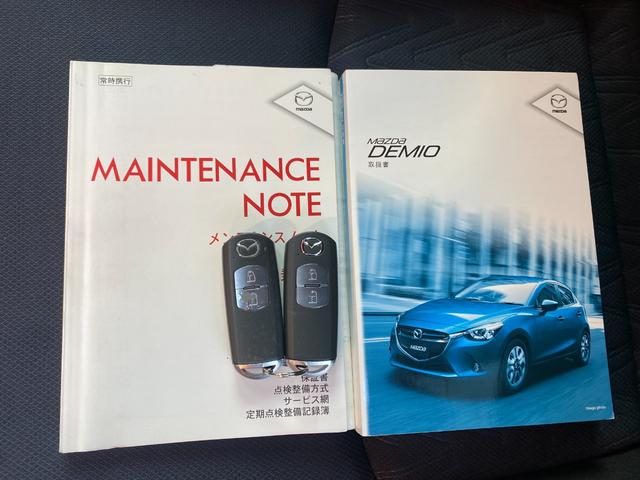 常時携行
mazda
MAINTENANCE
NOTE
保証書
点検整備方式
サービス網
定期点検整備記録簿
mazda
mazda
DEMIO
取扱書
MAZDA